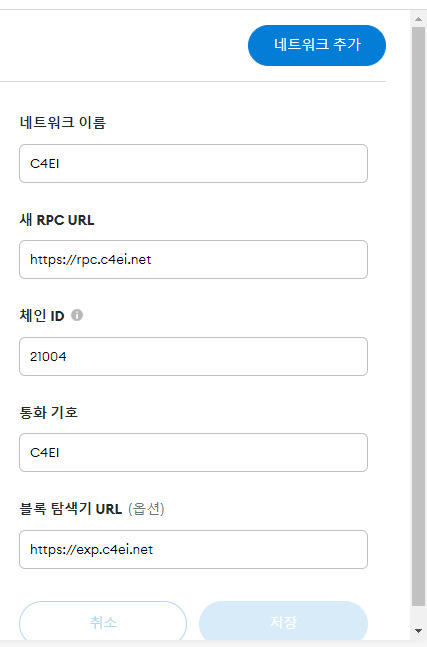 네트워크 추가
네트워크 이름
C4EI
새 RPC URL
https://rpc.c4ei.net
체인 ID
21004
통화 기호
C4EI
블록 탐색기 URL (옵션)
https://exp.c4ei.net
취소 저장